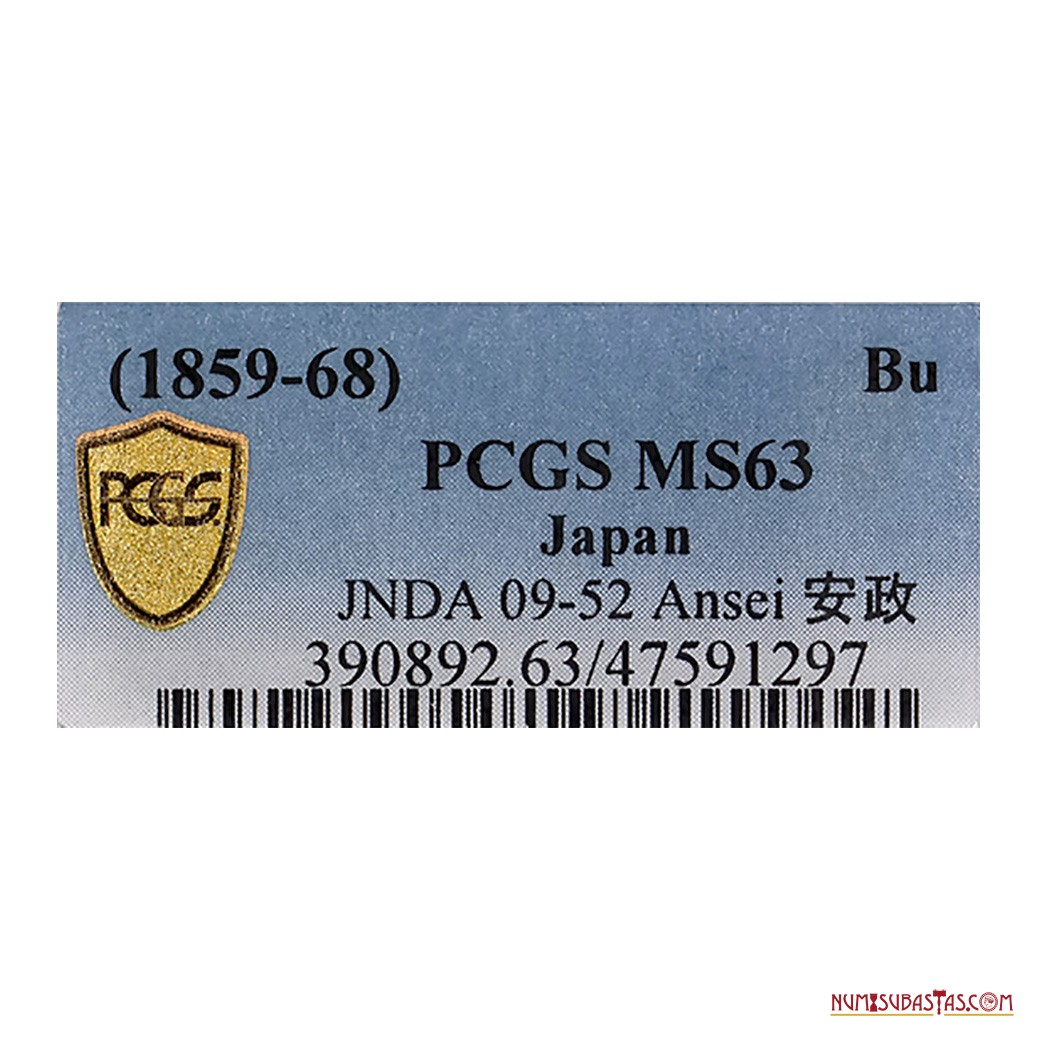 (1859-68) Bu
PCGS MS63
PCGS
Japan
JNDA 09-52 Ansei 安政
390892.63/47591297
NUMISUBASTAS.COM